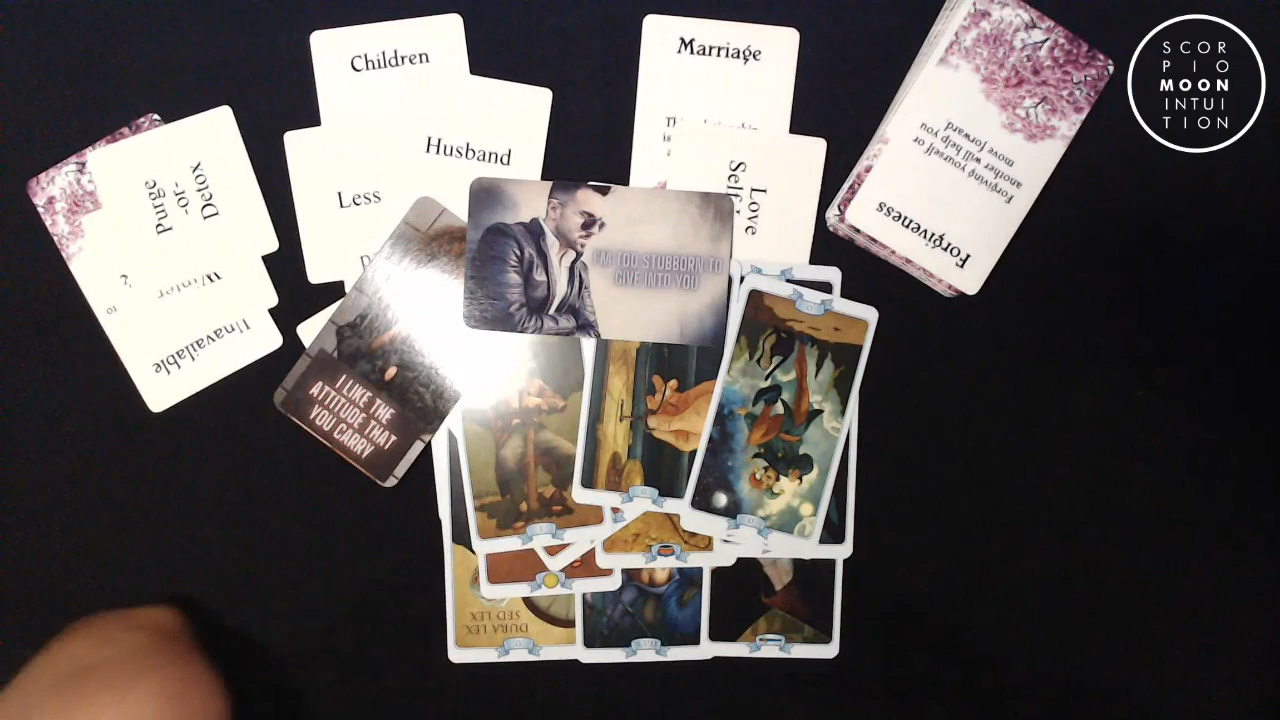 Children
Marriage
SCOR
PIO
MOON
INTUI
TION
Husband
Less
Detox
-or-
Purge
Love
Self
Winter
to
Unavailable
Forgiveness
Forgiving yourself or
another will help you
move forward.
I'M TOO STUBBORN TO
GIVE INTO YOU
I LIKE THE
ATTITUDE THAT
YOU CARRY
DURA LEX
SED LEX